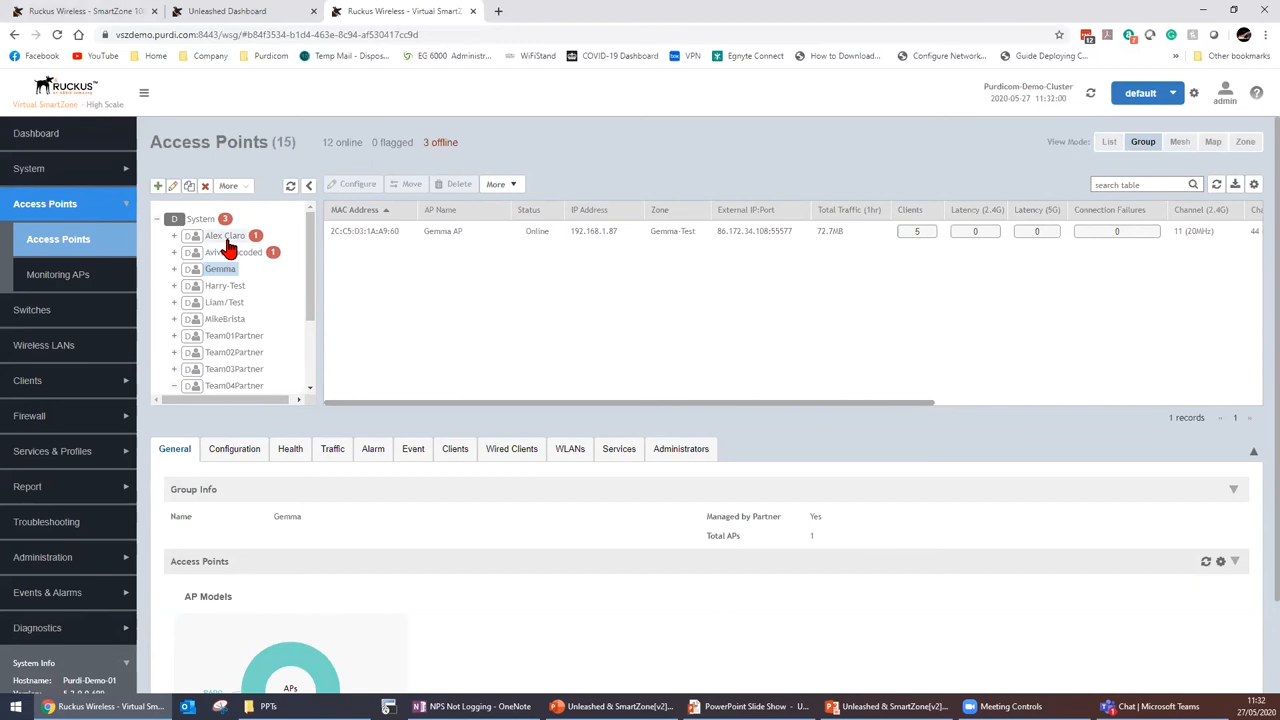 Ruckus Wireless - SmartZone 10
Unleashed Dashboard
Ruckus Wireless - Virtual SmartZ
vszdemo.purdi.com:8443/wsg/#b84f3534-b1d4-463e-8c94-af530417cc9d
Facebook YouTube Home Company Purdicom Temp Mail - Dispos... EG 6000 Administr... WiFiStand COVID-19 Dashboard VPN Egnyte Connect How to Download... Configure Network... Guide Deploying C... » Other bookmarks
RUCKUS
Virtual SmartZone - High Scale
Purdicom-Demo-Cluster
2020-05-27 11:32:00
default
admin
Dashboard
System
Access Points
Access Points
Monitoring APs
Switches
Wireless LANs
Clients
Firewall
Services & Profiles
Report
Troubleshooting
Administration
Events & Alarms
Diagnostics
System Info
Hostname: Purdi-Demo-01
Access Points (15) 12 online 0 flagged 3 offline
View Mode: List Group Mesh Map Zone
More
Configure Move Delete More
search table
D System 3
D Alex Claro 1
D coded 1
D Gemma
D Harry-Test
D Liam/Test
D MikeBrista
D Team01Partner
D Team02Partner
D Team03Partner
D Team04Partner
MAC Address AP Name Status IP Address Zone External IP:Port Total Traffic (1hr) Clients Latency (2.4G) Latency (5G) Connection Failures Channel (2.4G) Cha
2C:C5:D3:1A:A9:60 Gemma AP Online 192.168.1.87 Gemma-Test 86.172.34.108:55577 72.7MB 5 0 0 0 11 (20MHz) 44
1 records « 1 »
General Configuration Health Traffic Alarm Event Clients Wired Clients WLANs Services Administrators
Group Info
Name Gemma Managed by Partner Yes
Total APs 1
Access Points
AP Models
APs
Ruckus Wireless - Virtual Sm...
PPTs
NPS Not Logging - OneNote
Unleashed & SmartZone[v2]...
PowerPoint Slide Show - U...
Unleashed & SmartZone[v2]...
Meeting Controls
Chat | Microsoft Teams
11:32
27/05/2020